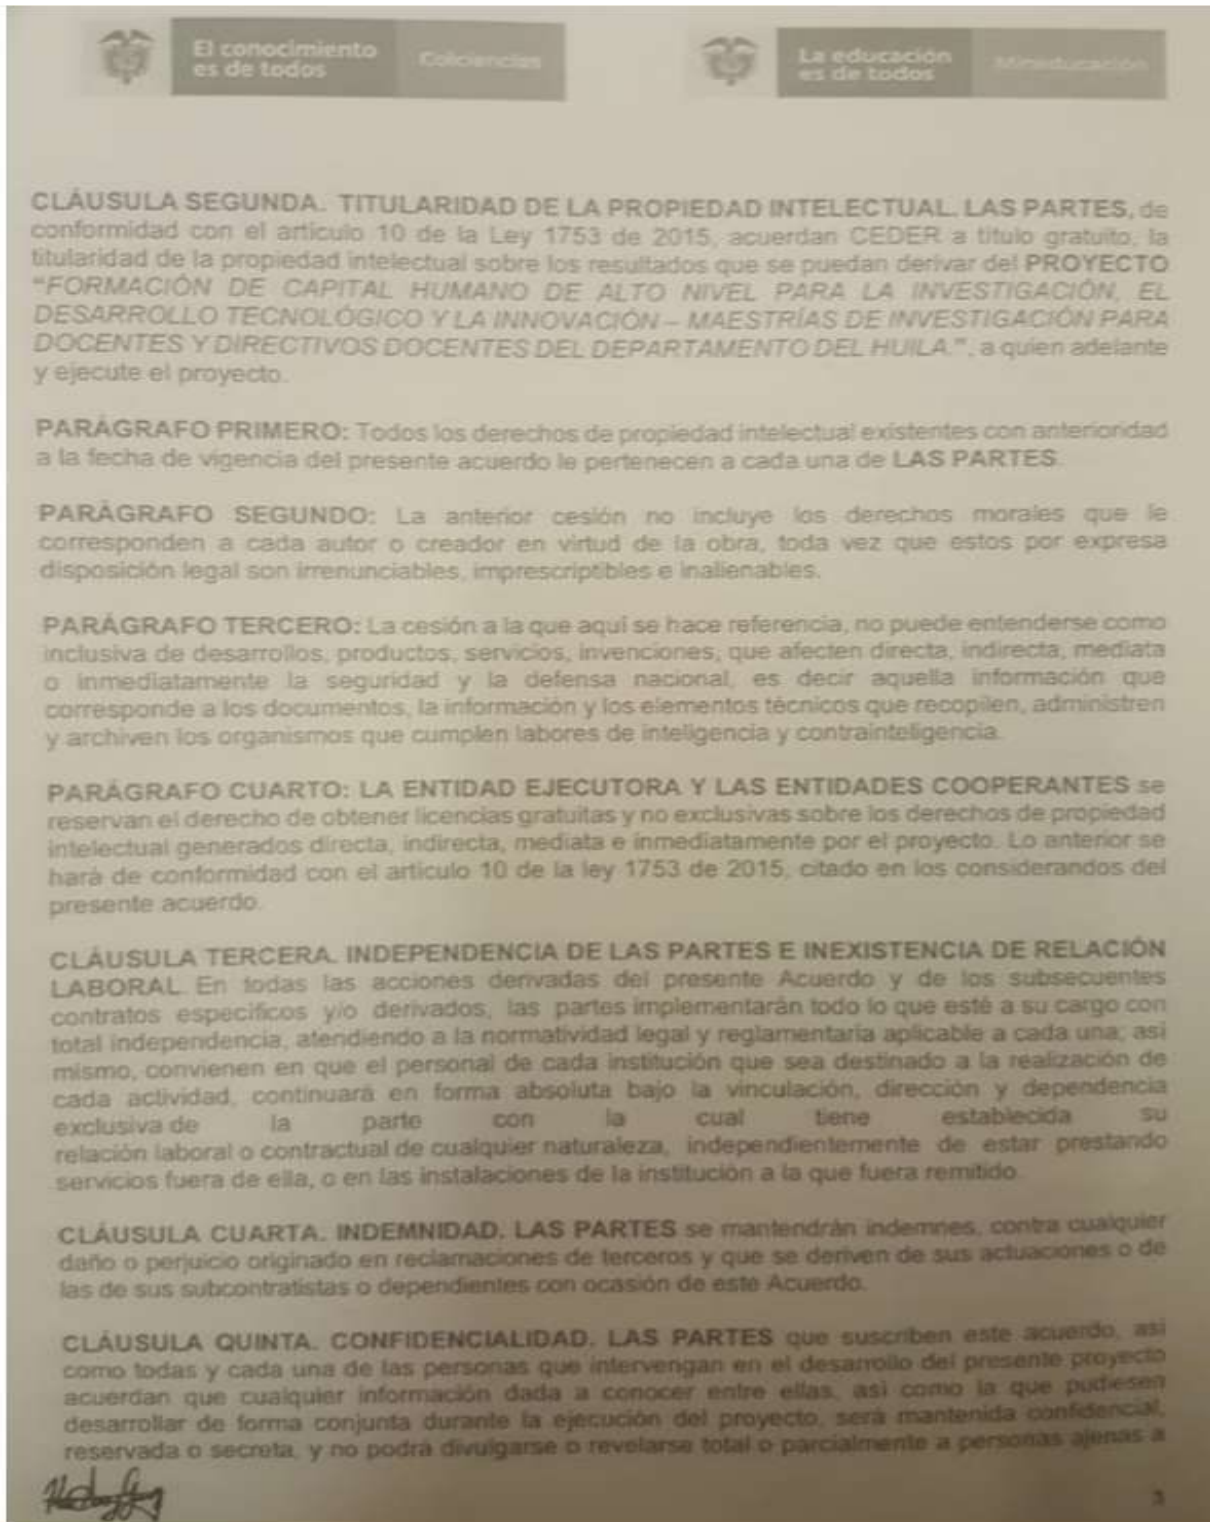 El conocimiento
es de todos
Colciencias
La educación
es de todos
Mineducación
CLÁUSULA SEGUNDA. TITULARIDAD DE LA PROPIEDAD INTELECTUAL. LAS PARTES, de
conformidad con el artículo 10 de la Ley 1753 de 2015, acuerdan CEDER a título gratuito, la
titularidad de la propiedad intelectual sobre los resultados que se puedan derivar del PROYECTO
"FORMACIÓN DE CAPITAL HUMANO DE ALTO NIVEL PARA LA INVESTIGACIÓN, EL
DESARROLLO TECNOLÓGICO Y LA INNOVACIÓN – MAESTRÍAS DE INVESTIGACIÓN PARA
DOCENTES Y DIRECTIVOS DOCENTES DEL DEPARTAMENTO DEL HUILA.", a quien adelante
y ejecute el proyecto.
PARÁGRAFO PRIMERO: Todos los derechos de propiedad intelectual existentes con anterioridad
a la fecha de vigencia del presente acuerdo le pertenecen a cada una de LAS PARTES.
PARÁGRAFO SEGUNDO: La anterior cesión no incluye los derechos morales que le
corresponden a cada autor o creador en virtud de la obra, toda vez que estos por expresa
disposición legal son irrenunciables, imprescriptibles e inalienables.
PARÁGRAFO TERCERO: La cesión a la que aquí se hace referencia, no puede entenderse como
inclusiva de desarrollos, productos, servicios, invenciones, que afecten directa, indirecta, mediata
o inmediatamente la seguridad y la defensa nacional, es decir aquella información que
corresponde a los documentos, la información y los elementos técnicos que recopilen, administren
y archiven los organismos que cumplen labores de inteligencia y contrainteligencia.
PARÁGRAFO CUARTO: LA ENTIDAD EJECUTORA Y LAS ENTIDADES COOPERANTES se
reservan el derecho de obtener licencias gratuitas y no exclusivas sobre los derechos de propiedad
intelectual generados directa, indirecta, mediata e inmediatamente por el proyecto. Lo anterior se
hará de conformidad con el artículo 10 de la ley 1753 de 2015, citado en los considerandos del
presente acuerdo.
CLÁUSULA TERCERA. INDEPENDENCIA DE LAS PARTES E INEXISTENCIA DE RELACIÓN
LABORAL. En todas las acciones derivadas del presente Acuerdo y de los subsecuentes
contratos específicos y/o derivados, las partes implementarán todo lo que esté a su cargo con
total independencia, atendiendo a la normatividad legal y reglamentaria aplicable a cada una; así
mismo, convienen en que el personal de cada institución que sea destinado a la realización de
cada actividad, continuará en forma absoluta bajo la vinculación, dirección y dependencia
exclusiva de la parte con la cual tiene establecida su
relación laboral o contractual de cualquier naturaleza, independientemente de estar prestando
servicios fuera de ella, o en las instalaciones de la institución a la que fuera remitido.
CLÁUSULA CUARTA. INDEMNIDAD. LAS PARTES se mantendrán indemnes, contra cualquier
daño o perjuicio originado en reclamaciones de terceros y que se deriven de sus actuaciones o de
las de sus subcontratistas o dependientes con ocasión de este Acuerdo.
CLÁUSULA QUINTA. CONFIDENCIALIDAD. LAS PARTES que suscriben este acuerdo, así
como todas y cada una de las personas que intervengan en el desarrollo del presente proyecto
acuerdan que cualquier información dada a conocer entre ellas, así como la que pudiesen
desarrollar de forma conjunta durante la ejecución del proyecto, será mantenida confidencial,
reservada o secreta, y no podrá divulgarse o revelarse total o parcialmente a personas ajenas a
3